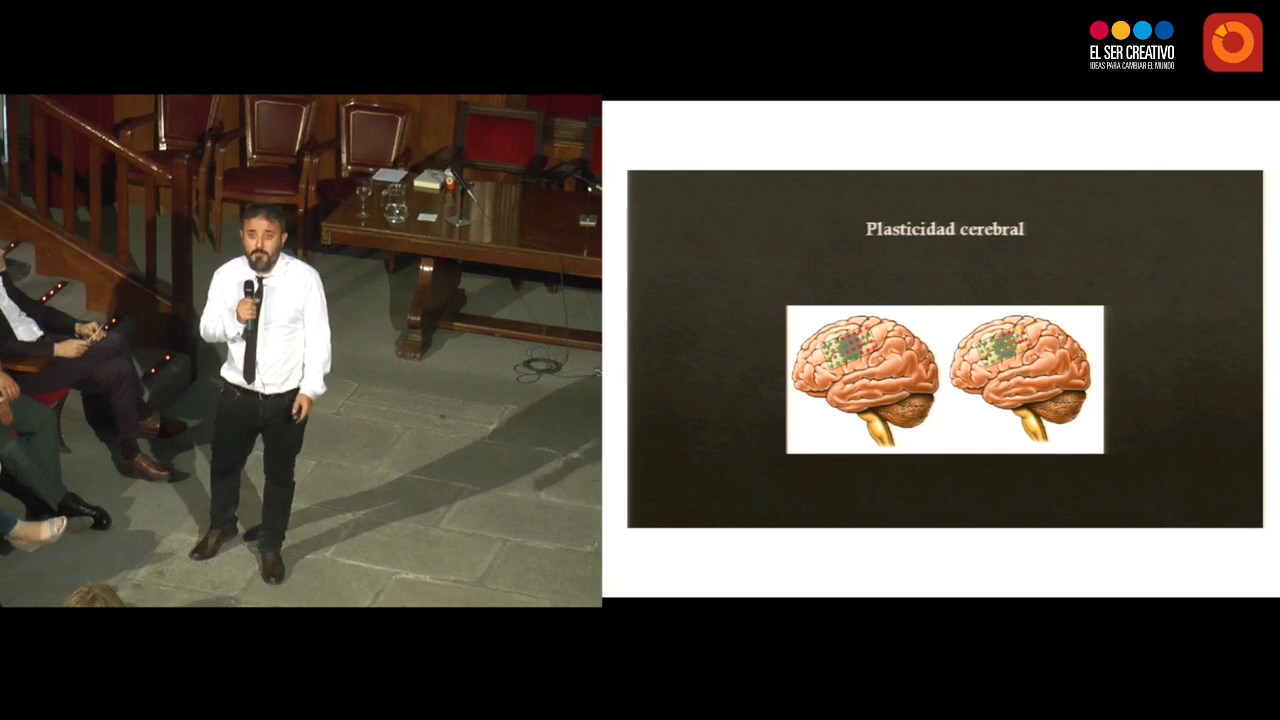 EL SER CREATIVO
IDEAS PARA CAMBIAR EL MUNDO
Plasticidad cerebral